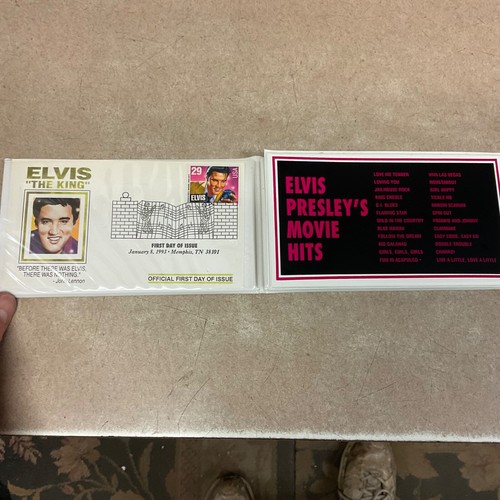 ELVIS
"THE KING"
29
USA
ELVIS
FIRST DAY OF ISSUE
January 8, 1993 • Memphis, TN 38101
"BEFORE THERE WAS ELVIS,
THERE WAS NOTHING."
- John Lennon
OFFICIAL FIRST DAY OF ISSUE
ELVIS
PRESLEY'S
MOVIE
HITS
LOVE ME TENDER
LOVING YOU
JAILHOUSE ROCK
KING CREOLE
G.I. BLUES
FLAMING STAR
WILD IN THE COUNTRY
BLUE HAWAII
FOLLOW THAT DREAM
KID GALAHAD
GIRLS, GIRLS, GIRLS
FUN IN ACAPULCO
VIVA LAS VEGAS
ROUSTABOUT
GIRL HAPPY
TICKLE ME
HARUM SCARUM
SPIN OUT
FRANKIE AND JOHNNY
CLAMBAKE
EASY COME, EASY GO
DOUBLE TROUBLE
SPEEDWAY
LIVE A LITTLE, LOVE A LITTLE